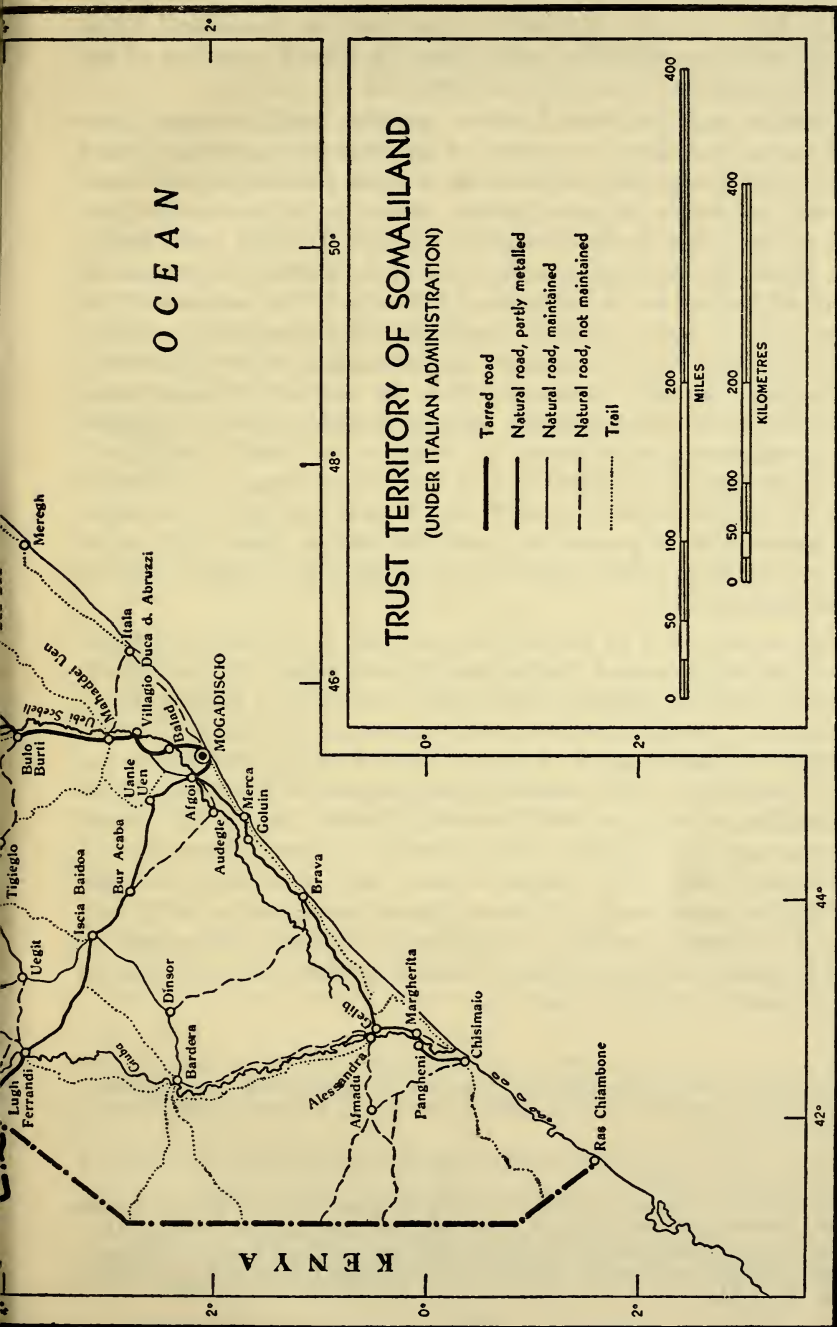 4°
2°
OCEAN
TRUST TERRITORY OF SOMALILAND
(UNDER ITALIAN ADMINISTRATION)
Tarred road
Natural road, partly metalled
Natural road, maintained
Natural road, not maintained
Trail
0 50 100 200 400
MILES
0 50 100 200 400
KILOMETRES
50°
48°
46°
0°
2°
Meregh
Itala
Mahaddei Uen
Villagio Duca d. Abruzzi
Uebi Scebeli
Balad
MOGADISCIO
Bulo
Burti
Uanle
Uen
Afgoi
Merca
Goluin
Audegle
Tigieglo
Bur Acaba
Iscia Baidoa
Brava
Uegit
Dinsor
Lugh
Ferrandi
Giuba
Bardera
Gelib
Margherita
Alessandra
Afmadu
Pangheni
Chisimaio
Ras Chiambone
KENYA
44°
42°
4°
2°
0°
2°